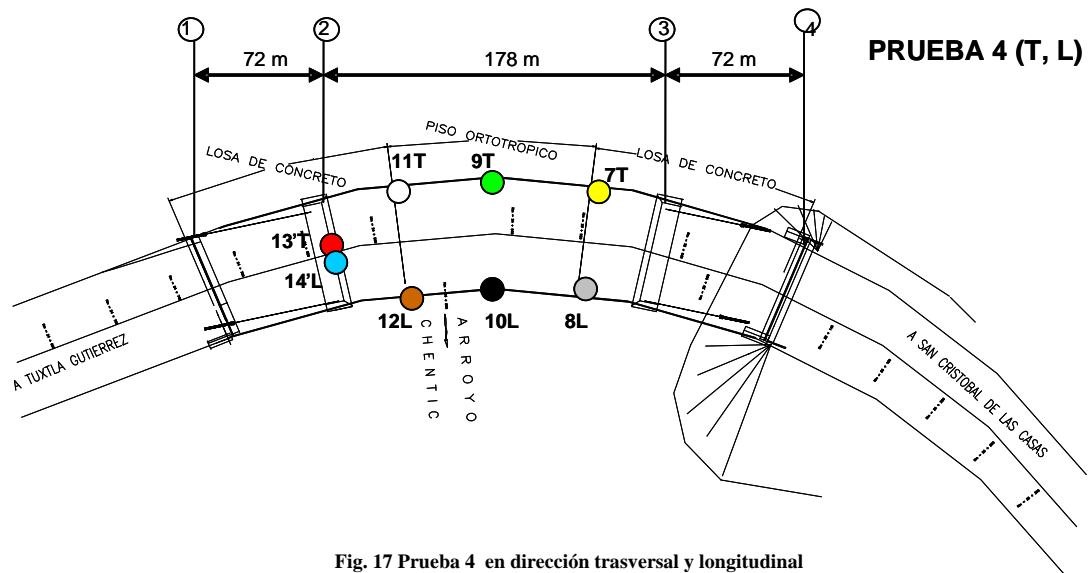 1
2
3
4
72 m
178 m
72 m
PRUEBA 4 (T, L)
LOSA DE CONCRETO
PISO ORTOTROPICO
LOSA DE CONCRETO
11T
9T
7T
13'T
14'L
12L
10L
8L
ARROYO
CHENTIC
A TUXTLA GUTIERREZ
A SAN CRISTOBAL DE LAS CASAS
Fig. 17 Prueba 4 en dirección trasversal y longitudinal